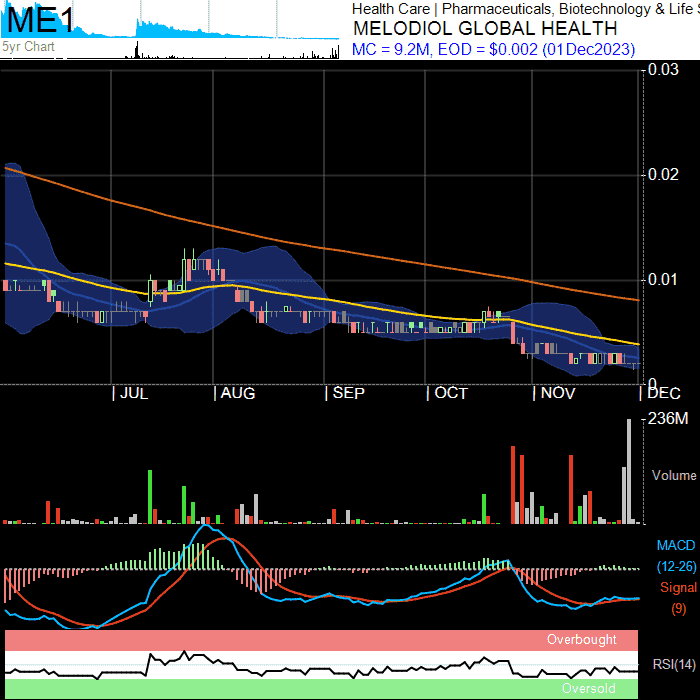 ME1
5yr Chart
Health Care | Pharmaceuticals, Biotechnology & Life
MELODIOL GLOBAL HEALTH
MC = 9.2M, EOD = $0.002 (01Dec2023)
0.03
0.02
0.01
0
| JUL | AUG | SEP | OCT | NOV | DEC
236M
Volume
MACD
(12-26)
Signal
(9)
Overbought
RSI(14)
Oversold